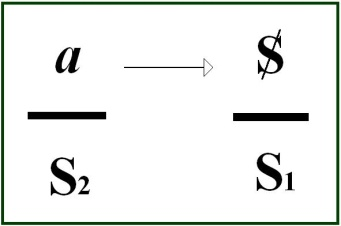 a → $
S2 S1